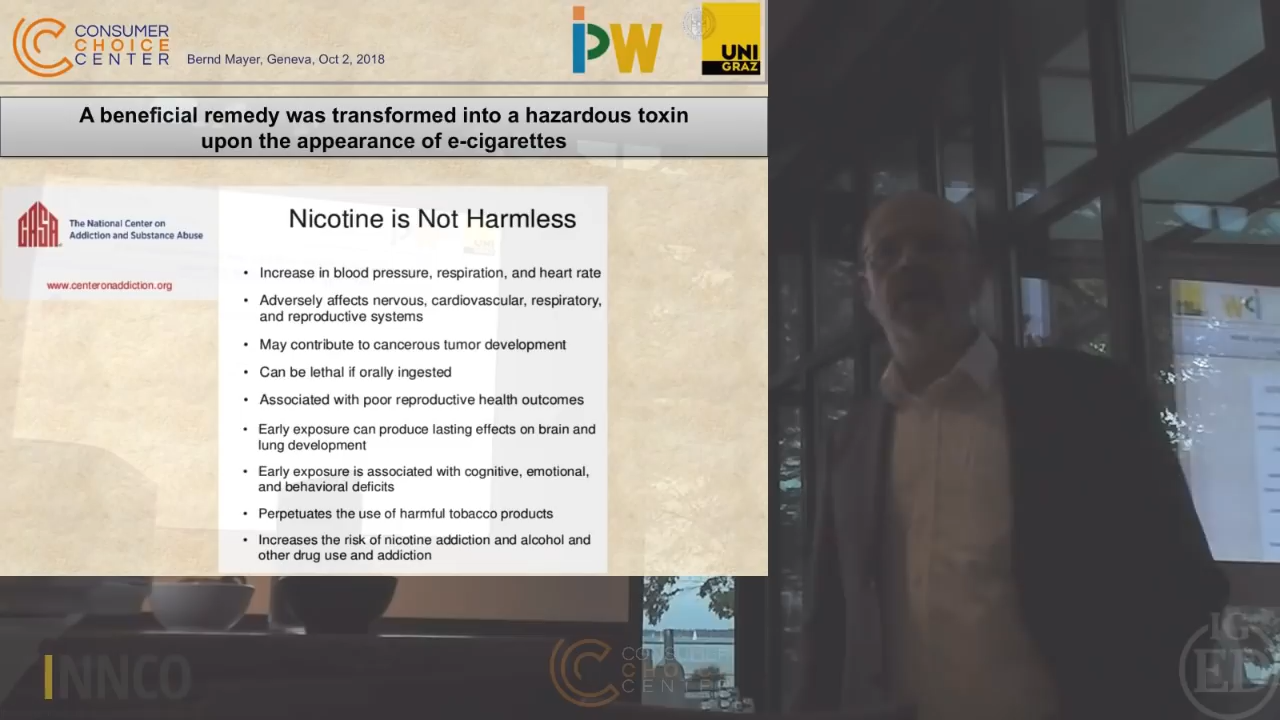 CONSUMER
CHOICE
CENTER
Bernd Mayer, Geneva, Oct 2, 2018
iPW
UNI
GRAZ
A beneficial remedy was transformed into a hazardous toxin
upon the appearance of e-cigarettes
CASA
The National Center on
Addiction and Substance Abuse
www.centeronaddiction.org
Nicotine is Not Harmless
• Increase in blood pressure, respiration, and heart rate
• Adversely affects nervous, cardiovascular, respiratory,
and reproductive systems
• May contribute to cancerous tumor development
• Can be lethal if orally ingested
• Associated with poor reproductive health outcomes
• Early exposure can produce lasting effects on brain and
lung development
• Early exposure is associated with cognitive, emotional,
and behavioral deficits
• Perpetuates the use of harmful tobacco products
• Increases the risk of nicotine addiction and alcohol and
other drug use and addiction
INNCO
CONSUMER
CHOICE
CENTER
IG
ED